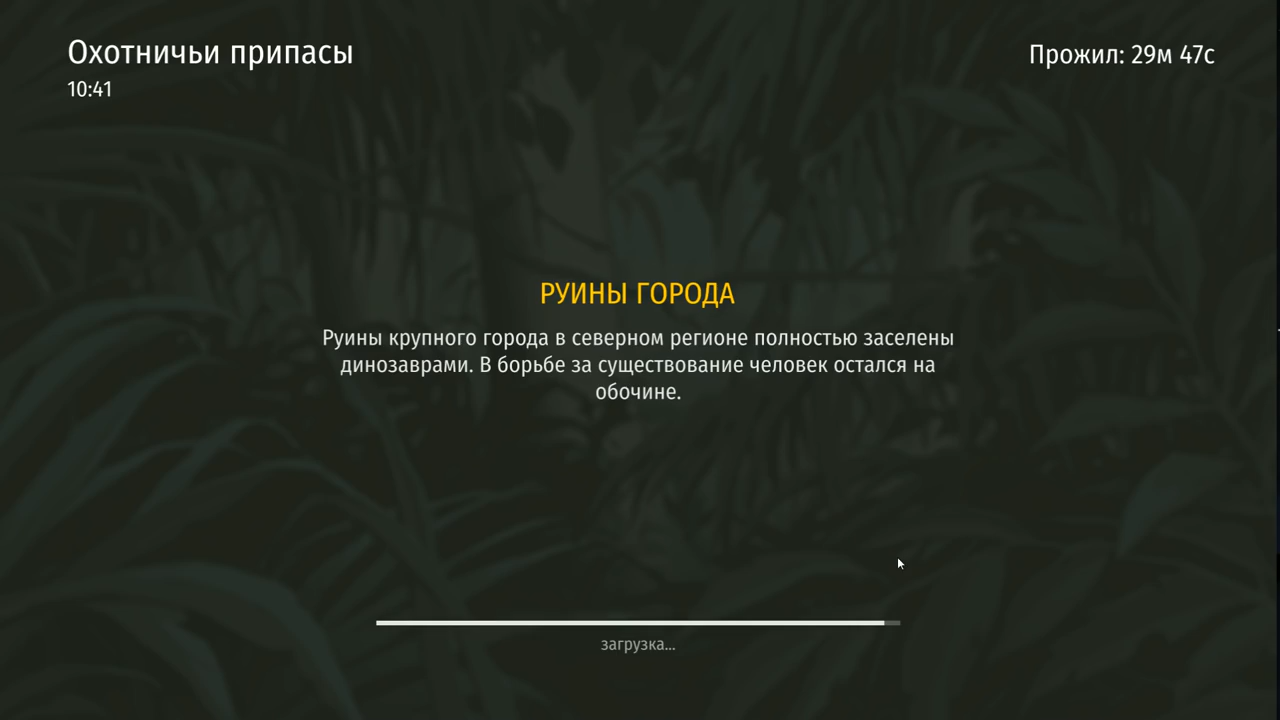 Охотничьи припасы
Прожил: 29м 47с
10:41
РУИНЫ ГОРОДА
Руины крупного города в северном регионе полностью заселены
динозаврами. В борьбе за существование человек остался на
обочине.
загрузка...